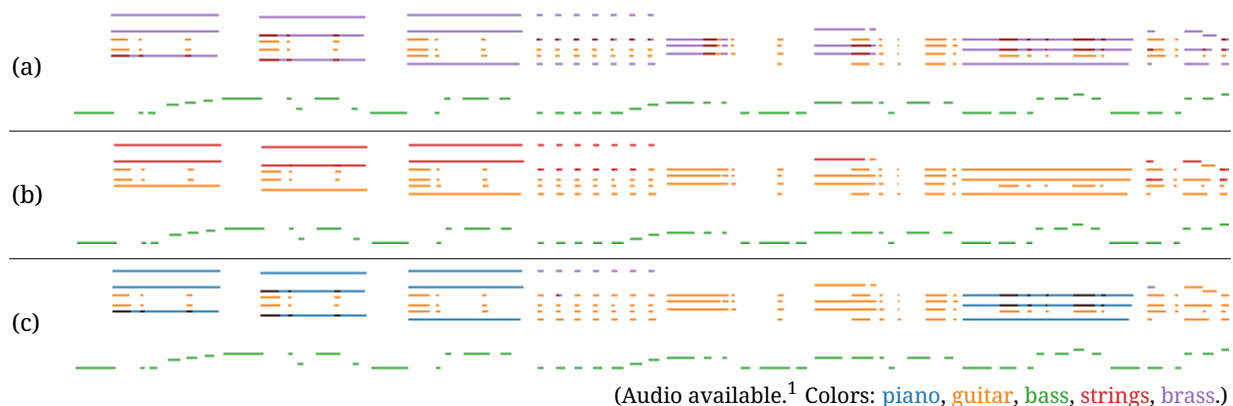 (a)
(b)
(c)
(Audio available.1 Colors: piano, guitar, bass, strings, brass.)